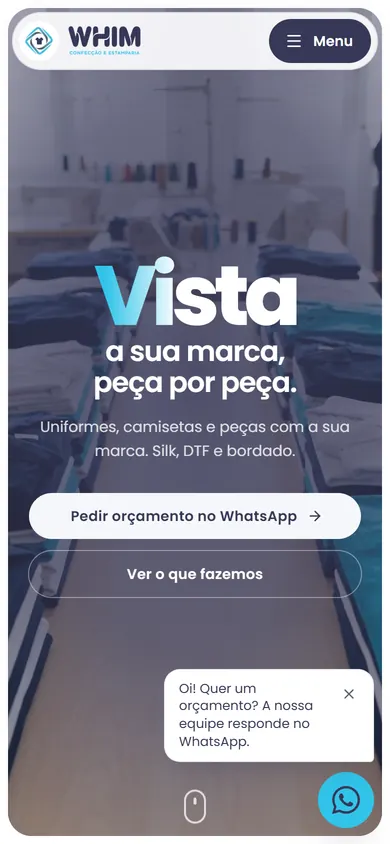 WHIM
CONFECÇÃO E ESTAMPARIA
Menu
Vista
a sua marca,
peça por peça.
Uniformes, camisetas e peças com a sua
marca. Silk, DTF e bordado.
Pedir orçamento no WhatsApp
Ver o que fazemos
Oi! Quer um
orçamento? A nossa
equipe responde no
WhatsApp.